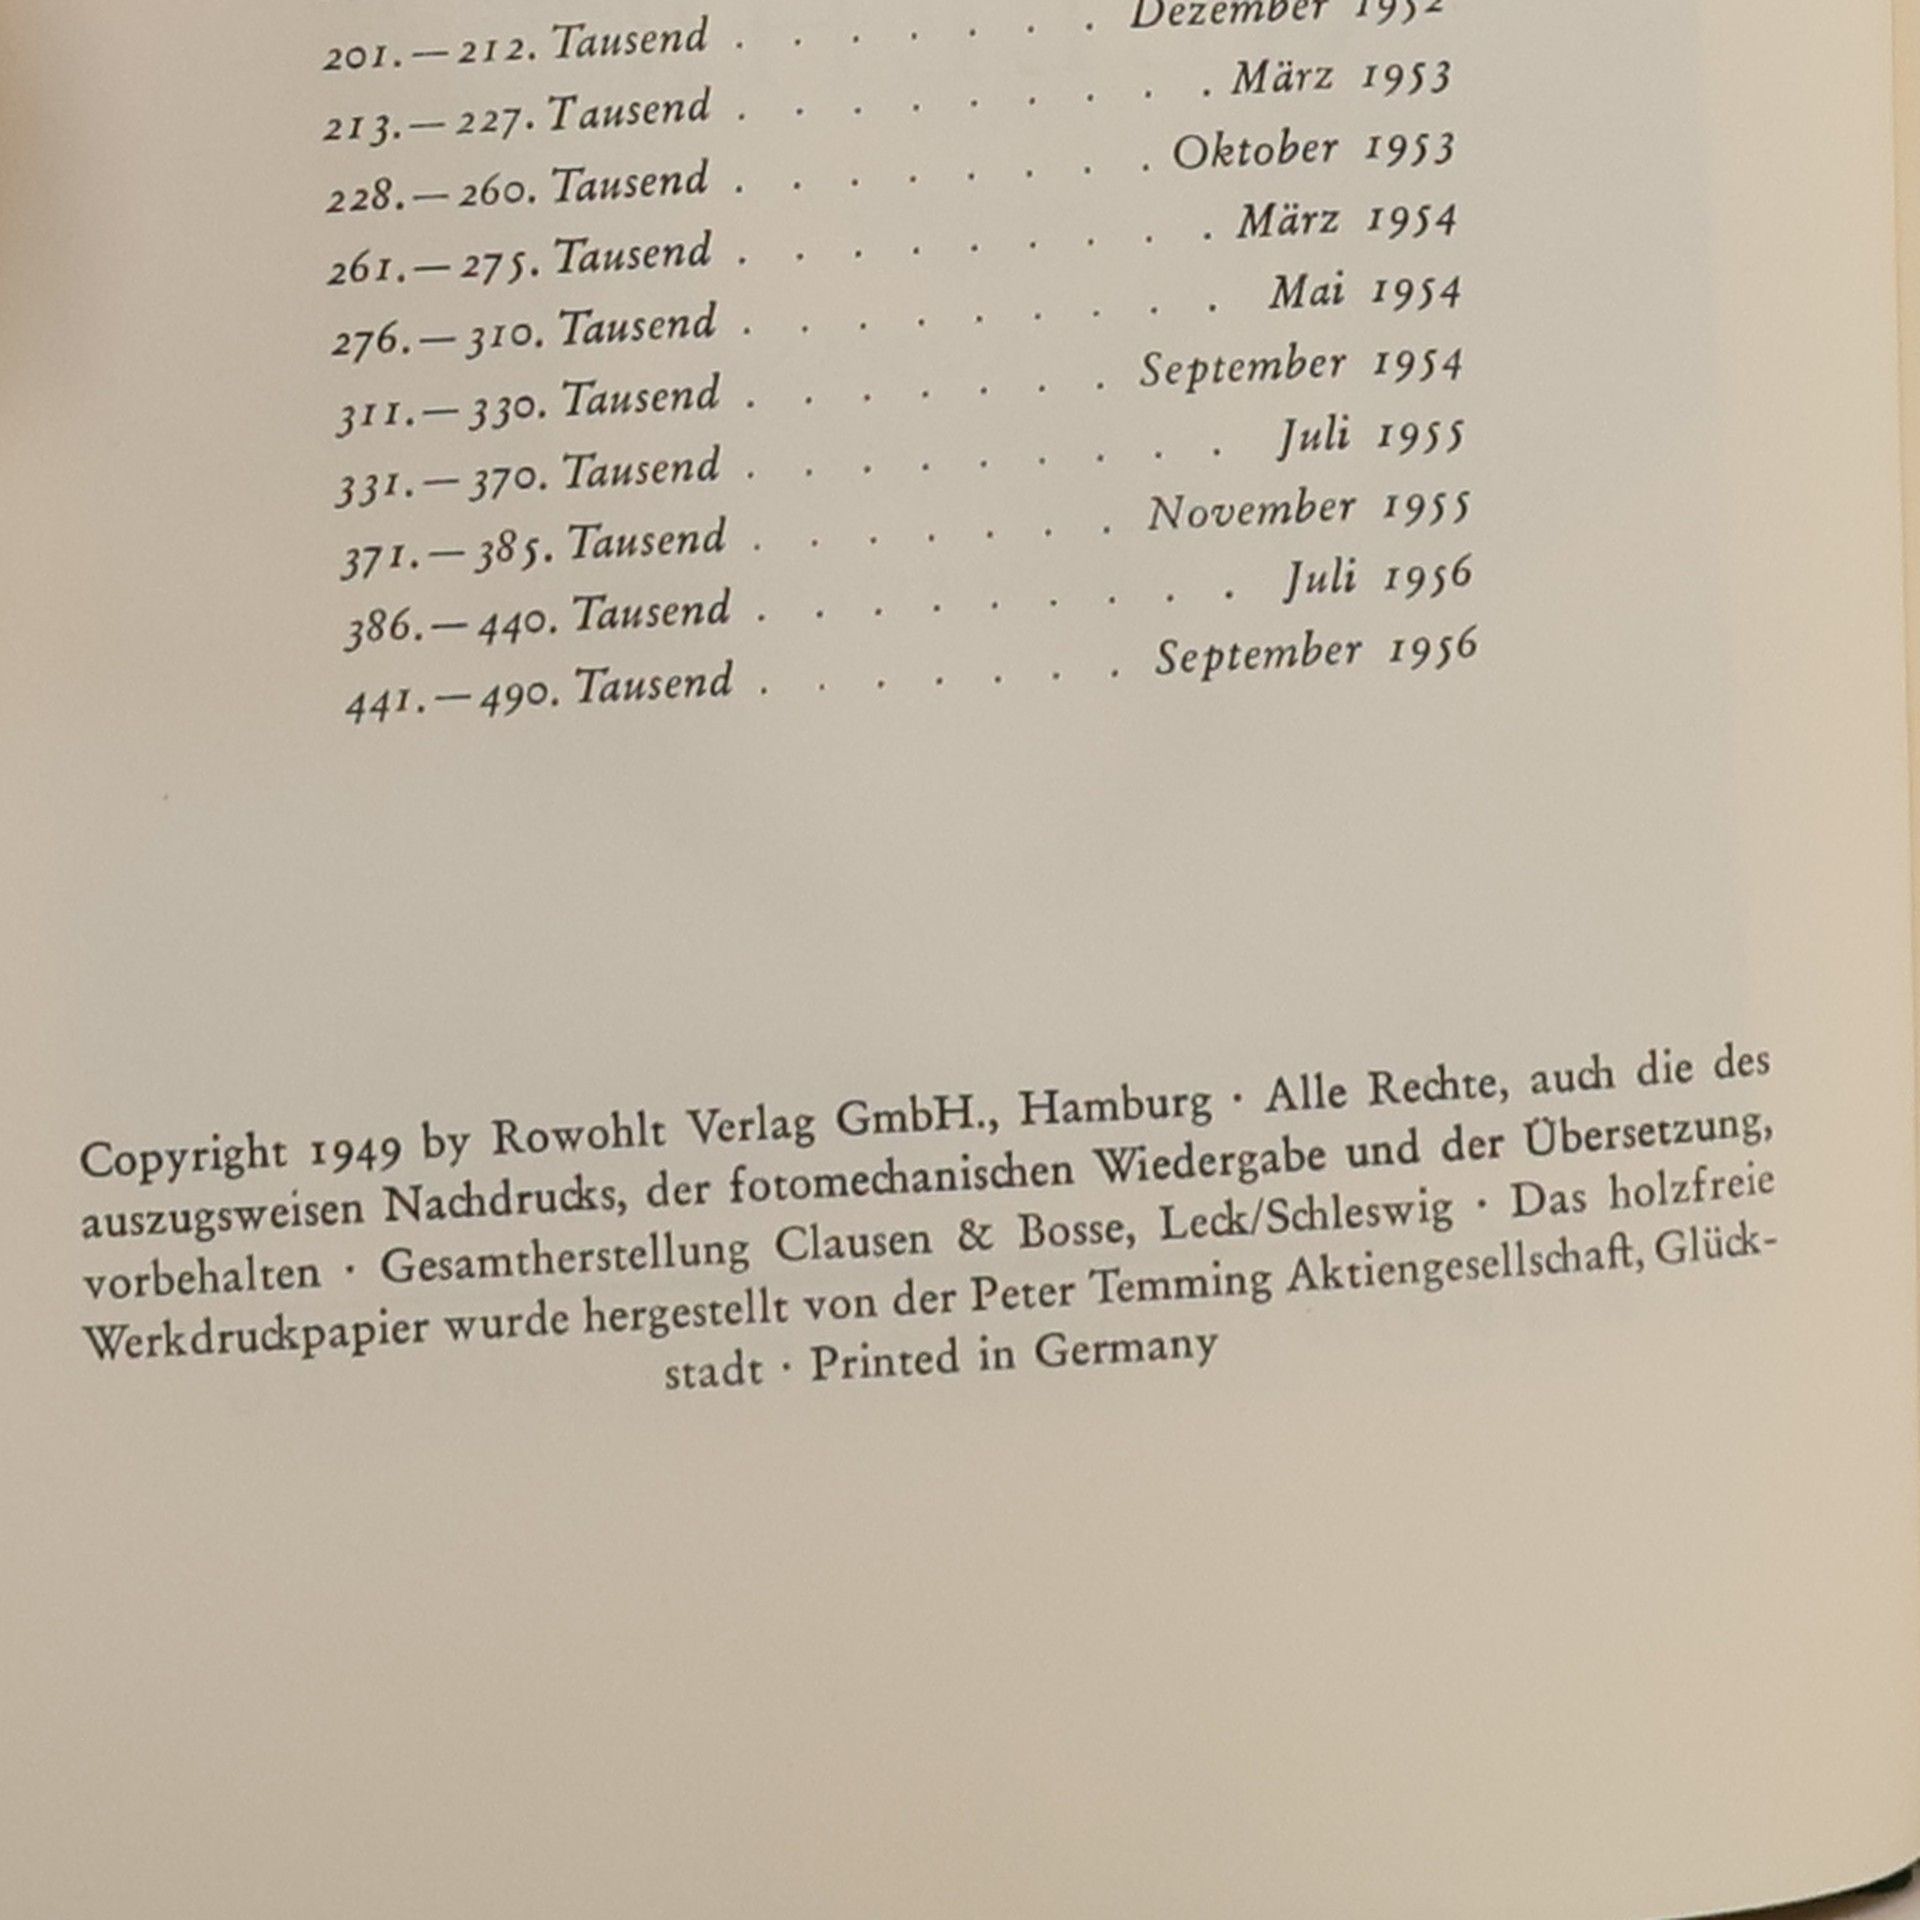 201.—212. Tausend . . . . . . . Dezember 1952
213.—227. Tausend . . . . . . . . . März 1953
228.—260. Tausend . . . . . . . . Oktober 1953
261.—275. Tausend . . . . . . . . . März 1954
276.—310. Tausend . . . . . . . . . Mai 1954
311.—330. Tausend . . . . . . . September 1954
331.—370. Tausend . . . . . . . . . Juli 1955
371.—385. Tausend . . . . . . . November 1955
386.—440. Tausend . . . . . . . . . Juli 1956
441.—490. Tausend . . . . . . . September 1956
Copyright 1949 by Rowohlt Verlag GmbH., Hamburg · Alle Rechte, auch die des
auszugsweisen Nachdrucks, der fotomechanischen Wiedergabe und der Übersetzung,
vorbehalten · Gesamtherstellung Clausen & Bosse, Leck/Schleswig · Das holzfreie
Werkdruckpapier wurde hergestellt von der Peter Temming Aktiengesellschaft, Glück-
stadt · Printed in Germany